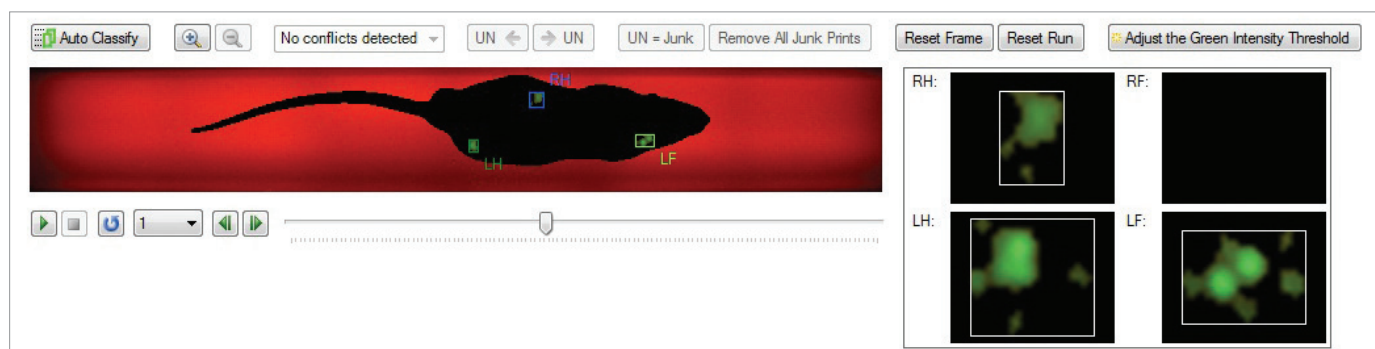 Auto Classify No conflicts detected UN UN UN = Junk Remove All Junk Prints Reset Frame Reset Run Adjust the Green Intensity Threshold
RH
LH
LF
1
RH:
RF:
LH:
LF: